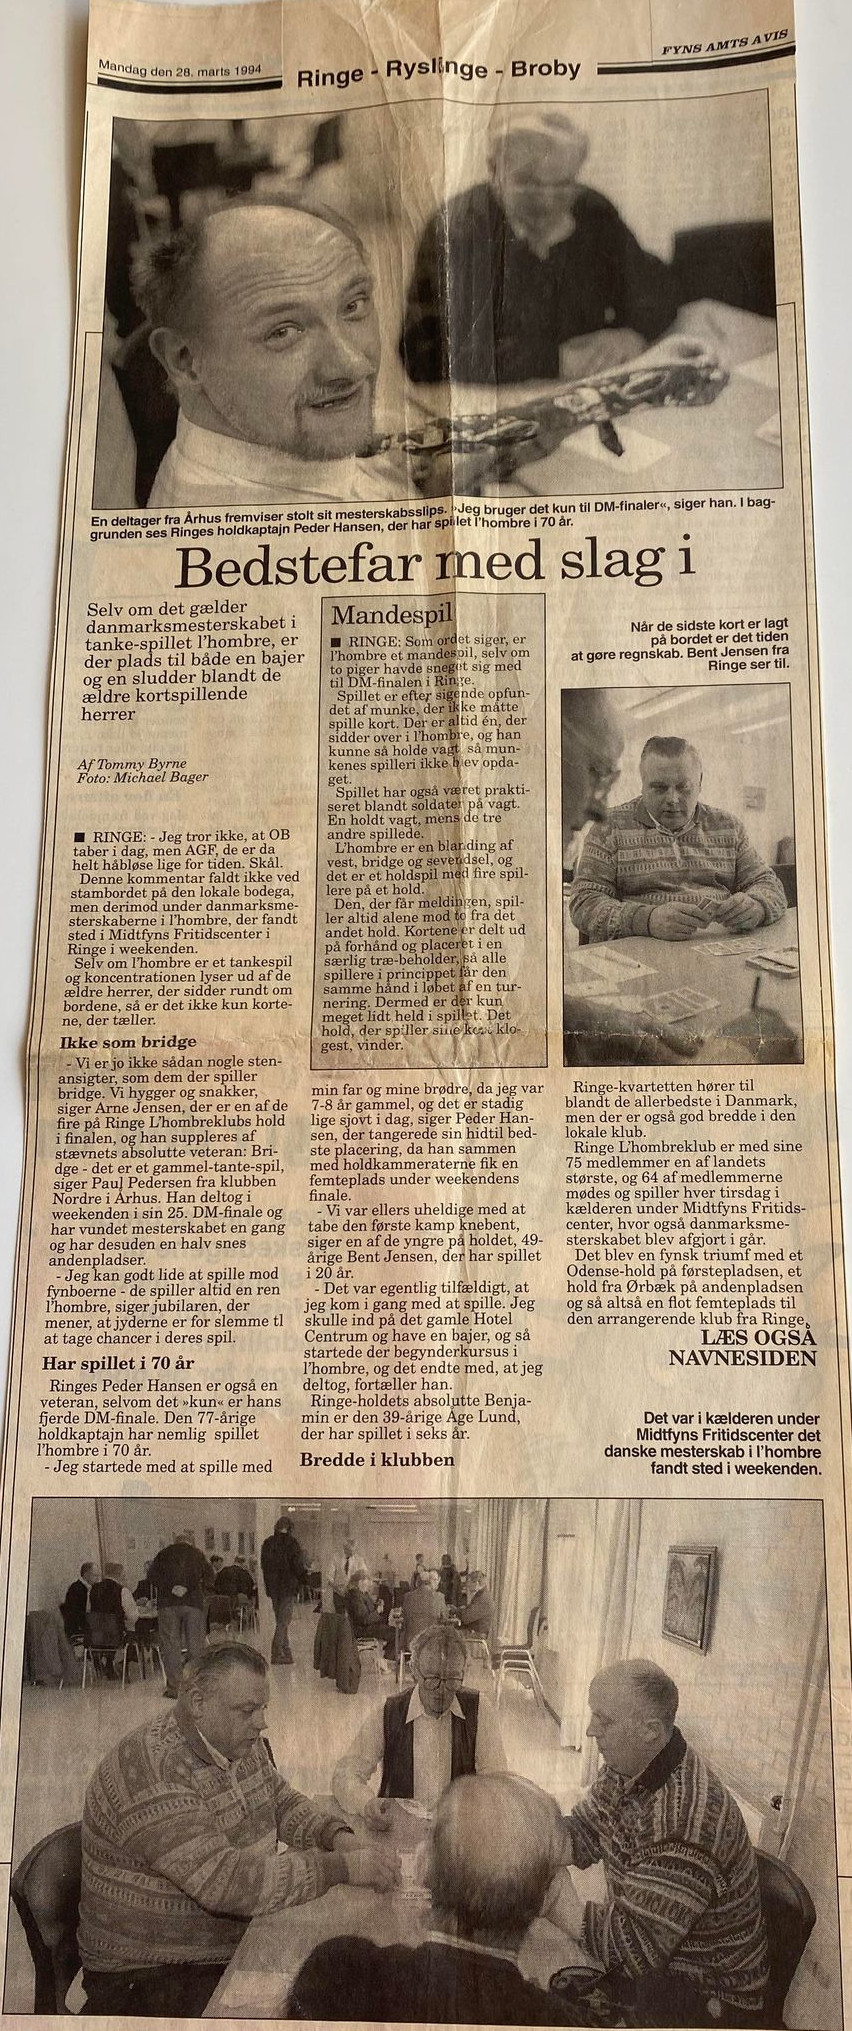 Mandag den 28. marts 1994
Ringe - Ryslinge - Broby
FYNS AMTS AVIS
En deltager fra Århus fremviser stolt sit mesterskabsslips. »Jeg bruger det kun til DM-finaler«, siger han. I bag-
grunden ses Ringes holdkaptajn Peder Hansen, der har spillet l'hombre i 70 år.
Bedstefar med slag i
Selv om det gælder
danmarksmesterskabet i
tanke-spillet l'hombre, er
der plads til både en bajer
og en sludder blandt de
ældre kortspillende
herrer
Af Tommy Byrne
Foto: Michael Bager
■ RINGE: - Jeg tror ikke, at OB
taber i dag, men AGF, de er da
helt håbløse lige for tiden. Skål.
Denne kommentar faldt ikke ved
stambordet på den lokale bodega,
men derimod under danmarksme-
sterskaberne i l'hombre, der fandt
sted i Midtfyns Fritidscenter i
Ringe i weekenden.
Selv om l'hombre er et tankespil
og koncentrationen lyser ud af de
ældre herrer, der sidder rundt om
bordene, så er det ikke kun korte-
ne, der tæller.
Ikke som bridge
- Vi er jo ikke sådan nogle sten-
ansigter, som dem der spiller
bridge. Vi hygger og snakker,
siger Arne Jensen, der er en af de
fire på Ringe L'hombreklubs hold
i finalen, og han suppleres af
stævnets absolutte veteran: Bri-
dge - det er et gammel-tante-spil,
siger Paul Pedersen fra klubben
Nordre i Århus. Han deltog i
weekenden i sin 25. DM-finale og
har vundet mesterskabet en gang
og har desuden en halv snes
andenpladser.
- Jeg kan godt lide at spille mod
fynboerne - de spiller altid en ren
l'hombre, siger jubilaren, der
mener, at jyderne er for slemme tl
at tage chancer i deres spil.
Har spillet i 70 år
Ringes Peder Hansen er også en
veteran, selvom det »kun« er hans
fjerde DM-finale. Den 77-årige
holdkaptajn har nemlig spillet
l'hombre i 70 år.
- Jeg startede med at spille med
Mandespil
■ RINGE: Som ordet siger, er
l'hombre et mandespil, selv om
to piger havde sneget sig med
til DM-finalen i Ringe.
Spillet er efter sigende opfun-
det af munke, der ikke måtte
spille kort. Der er altid én, der
sidder over i l'hombre, og han
kunne så holde vagt, så mun-
kenes spilleri ikke blev opda-
get.
Spillet har også været prakti-
seret blandt soldater på vagt.
En holdt vagt, mens de tre
andre spillede.
L'hombre er en blanding af
vest, bridge og sevendsel, og
det er et holdspil med fire spil-
lere på et hold.
Den, der får meldingen, spil-
ler altid alene mod to fra det
andet hold. Kortene er delt ud
på forhånd og placeret i en
særlig træ-beholder, så alle
spillere i princippet får den
samme hånd i løbet af en tur-
nering. Dermed er der kun
meget lidt held i spillet. Det
hold, der spiller sine kort klo-
gest, vinder.
min far og mine brødre, da jeg var
7-8 år gammel, og det er stadig
lige sjovt i dag, siger Peder Han-
sen, der tangerede sin hidtil bed-
ste placering, da han sammen
med holdkammeraterne fik en
femteplads under weekendens
finale.
- Vi var ellers uheldige med at
tabe den første kamp knebent,
siger en af de yngre på holdet, 49-
årige Bent Jensen, der har spillet
i 20 år.
- Det var egentlig tilfældigt, at
jeg kom i gang med at spille. Jeg
skulle ind på det gamle Hotel
Centrum og have en bajer, og så
startede der begynderkursus i
l'hombre, og det endte med, at jeg
deltog, fortæller han.
Ringe-holdets absolutte Benja-
min er den 39-årige Åge Lund,
der har spillet i seks år.
Bredde i klubben
Når de sidste kort er lagt
på bordet er det tiden
at gøre regnskab. Bent Jensen fra
Ringe ser til.
Ringe-kvartetten hører til
blandt de allerbedste i Danmark,
men der er også god bredde i den
lokale klub.
Ringe L'hombreklub er med sine
75 medlemmer en af landets
største, og 64 af medlemmerne
mødes og spiller hver tirsdag i
kælderen under Midtfyns Fritids-
center, hvor også danmarksme-
sterskabet blev afgjort i går.
Det blev en fynsk triumf med et
Odense-hold på førstepladsen, et
hold fra Ørbæk på andenpladsen
og så altså en flot femteplads til
den arrangerende klub fra Ringe.
LÆS OGSÅ
NAVNESIDEN
Det var i kælderen under
Midtfyns Fritidscenter det
danske mesterskab i l'hombre
fandt sted i weekenden.